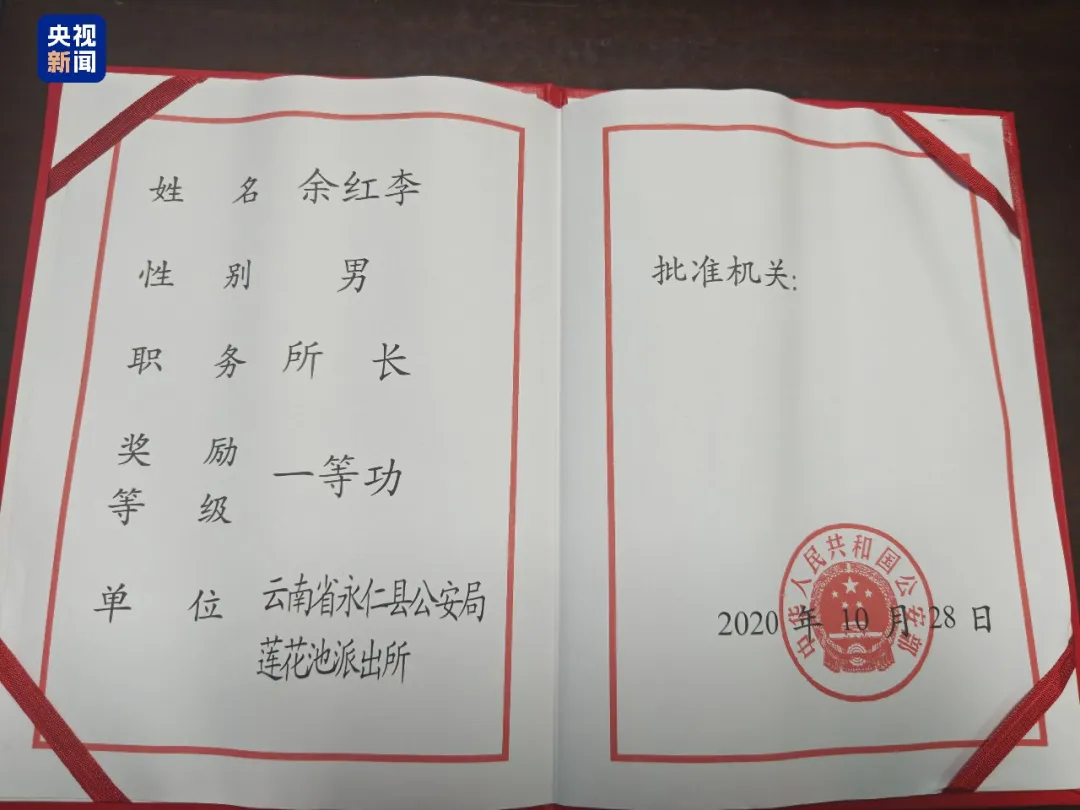 央视
新闻
姓 名 余红李
性 别 男
职 务 所 长
奖 励
等 级
一等功
单 位 云南省永仁县公安局
莲花池派出所
批准机关:
中华人民共和国公安部
2020 年 10 月 28 日